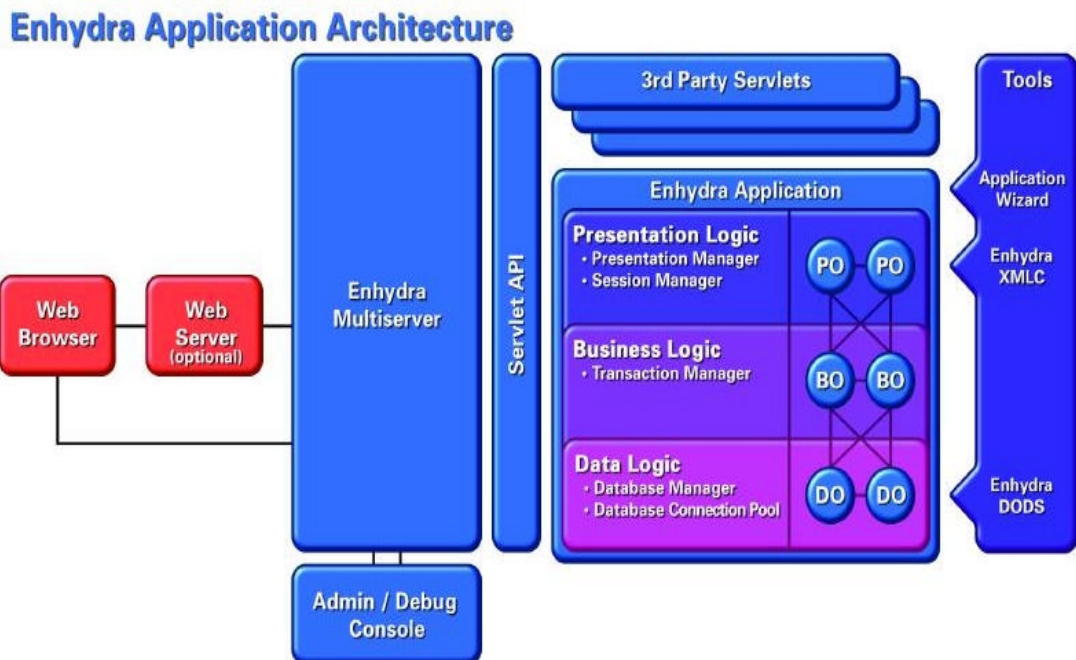 Enhydra Application Architecture
Web
Browser
Web
Server
(optional)
Enhydra
Multiserver
Admin / Debug
Console
Servlet API
3rd Party Servlets
Enhydra Application
Presentation Logic
• Presentation Manager
• Session Manager
PO PO
Business Logic
• Transaction Manager
BO BO
Data Logic
• Database Manager
• Database Connection Pool
DO DO
Tools
Application
Wizard
Enhydra
XMLC
Enhydra
DODS